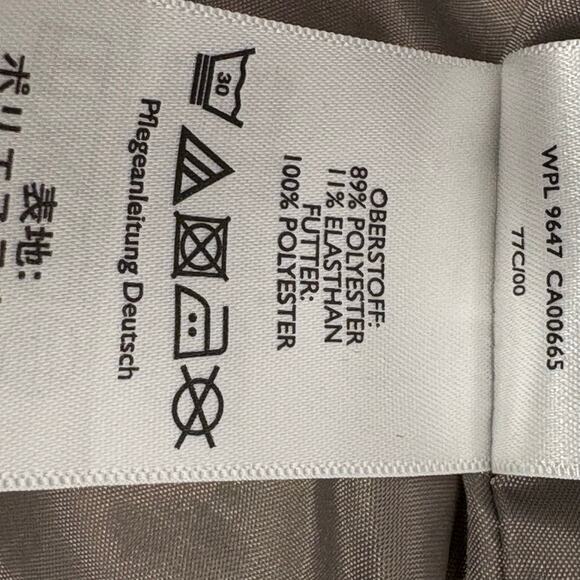 WPL 9647 CA00665
77C/00
OBERSTOFF:
89% POLYESTER
11% ELASTHAN
FUTTER:
100% POLYESTER
30
Pflegeanleitung Deutsch
表地: